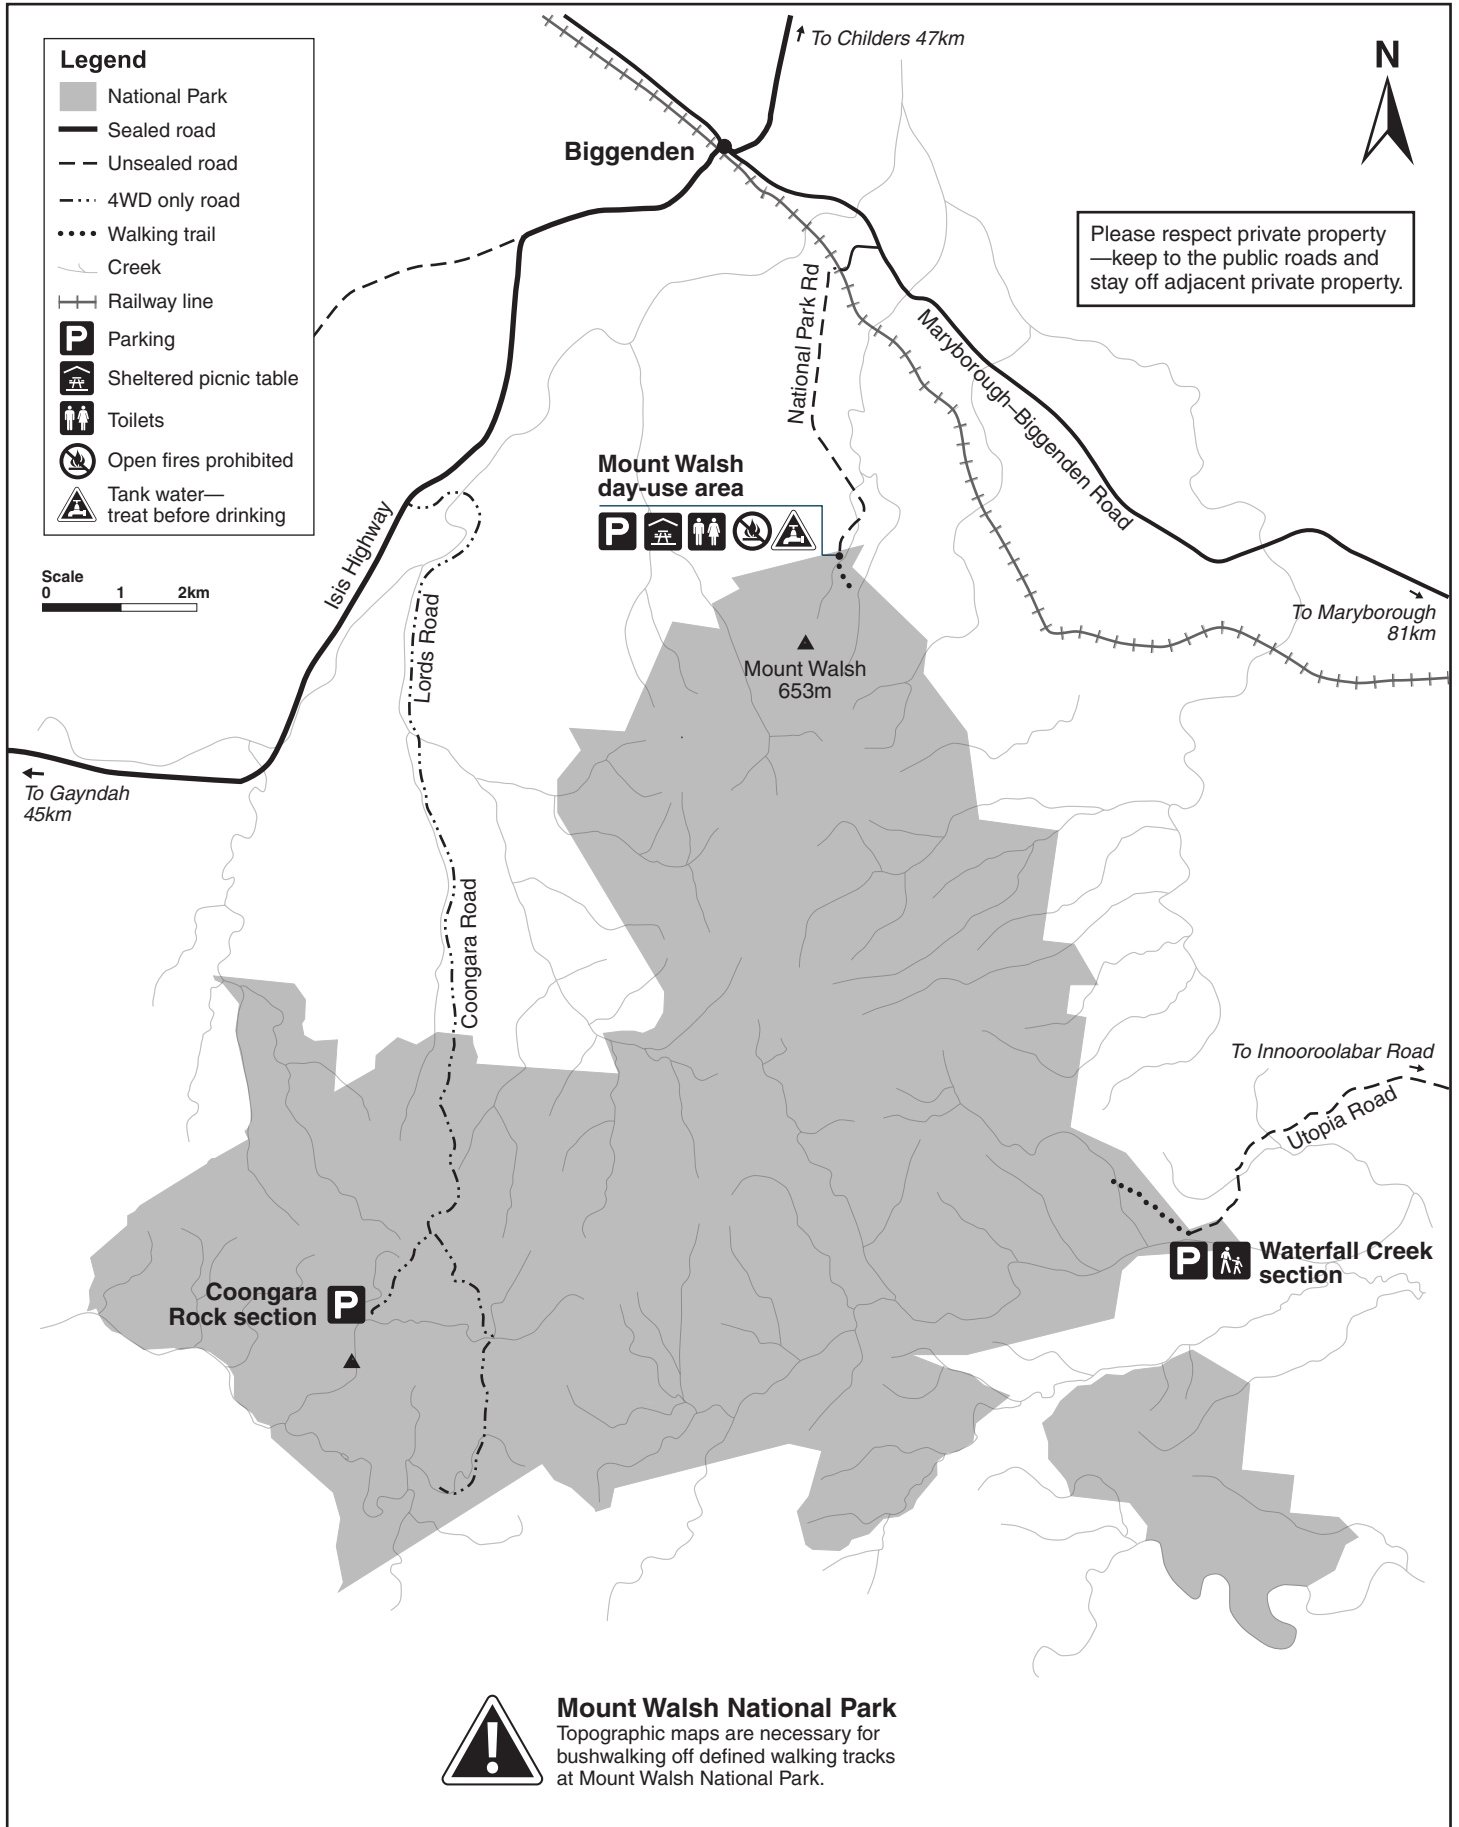 Legend
National Park
Sealed road
Unsealed road
4WD only road
Walking trail
Creek
Railway line
P
Parking
Sheltered picnic table
Toilets
Open fires prohibited
Tank water—
treat before drinking
To Childers 47km
N
Biggenden
Please respect private property
—keep to the public roads and
stay off adjacent private property.
National Park Rd
Maryborough–Biggenden Road
Mount Walsh
day-use area
P
Isis Highway
Scale
0 1 2km
Lords Road
To Maryborough
81km
Mount Walsh
653m
To Gayndah
45km
Coongara Road
To Innooroolabar Road
Utopia Road
P
Waterfall Creek
section
Coongara
Rock section
P
!
Mount Walsh National Park
Topographic maps are necessary for
bushwalking off defined walking tracks
at Mount Walsh National Park.